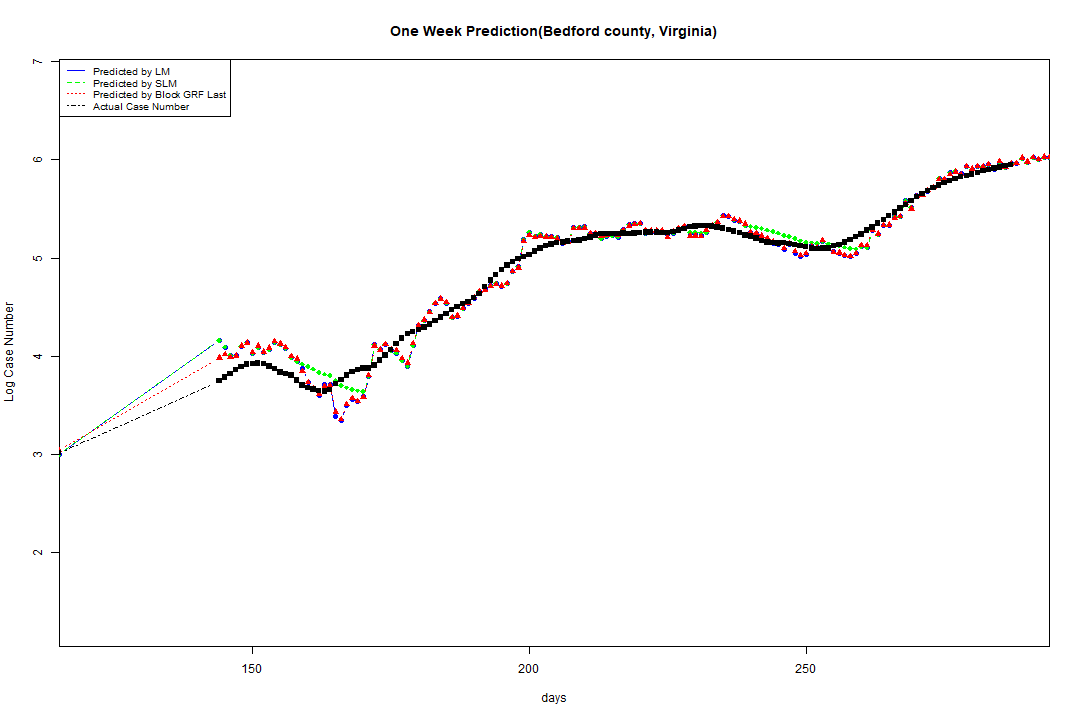 One Week Prediction(Bedford county, Virginia)
Predicted by LM
Predicted by SLM
Predicted by Block GRF Last
Actual Case Number
7
6
5
4
3
2
Log Case Number
150 200 250
days